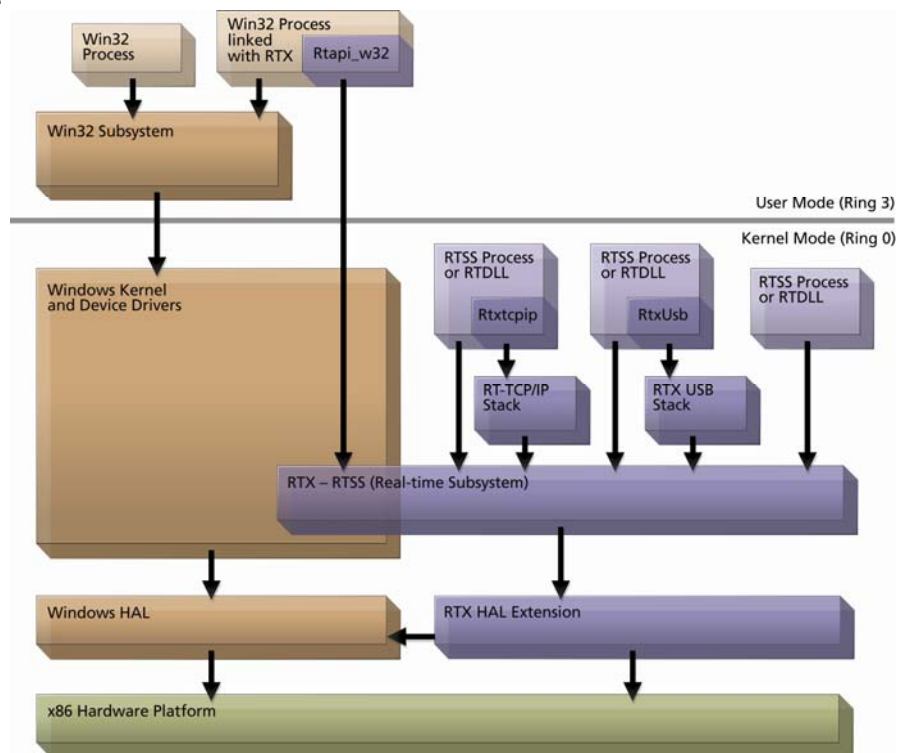 Win32
Process
Win32 Process
linked
with RTX
Rtapi_w32
Win32 Subsystem
User Mode (Ring 3)
Kernel Mode (Ring 0)
Windows Kernel
and Device Drivers
RTSS Process
or RTDLL
Rtxtcpip
RTSS Process
or RTDLL
RtxUsb
RTSS Process
or RTDLL
RT-TCP/IP
Stack
RTX USB
Stack
RTX – RTSS (Real-time Subsystem)
Windows HAL
RTX HAL Extension
x86 Hardware Platform